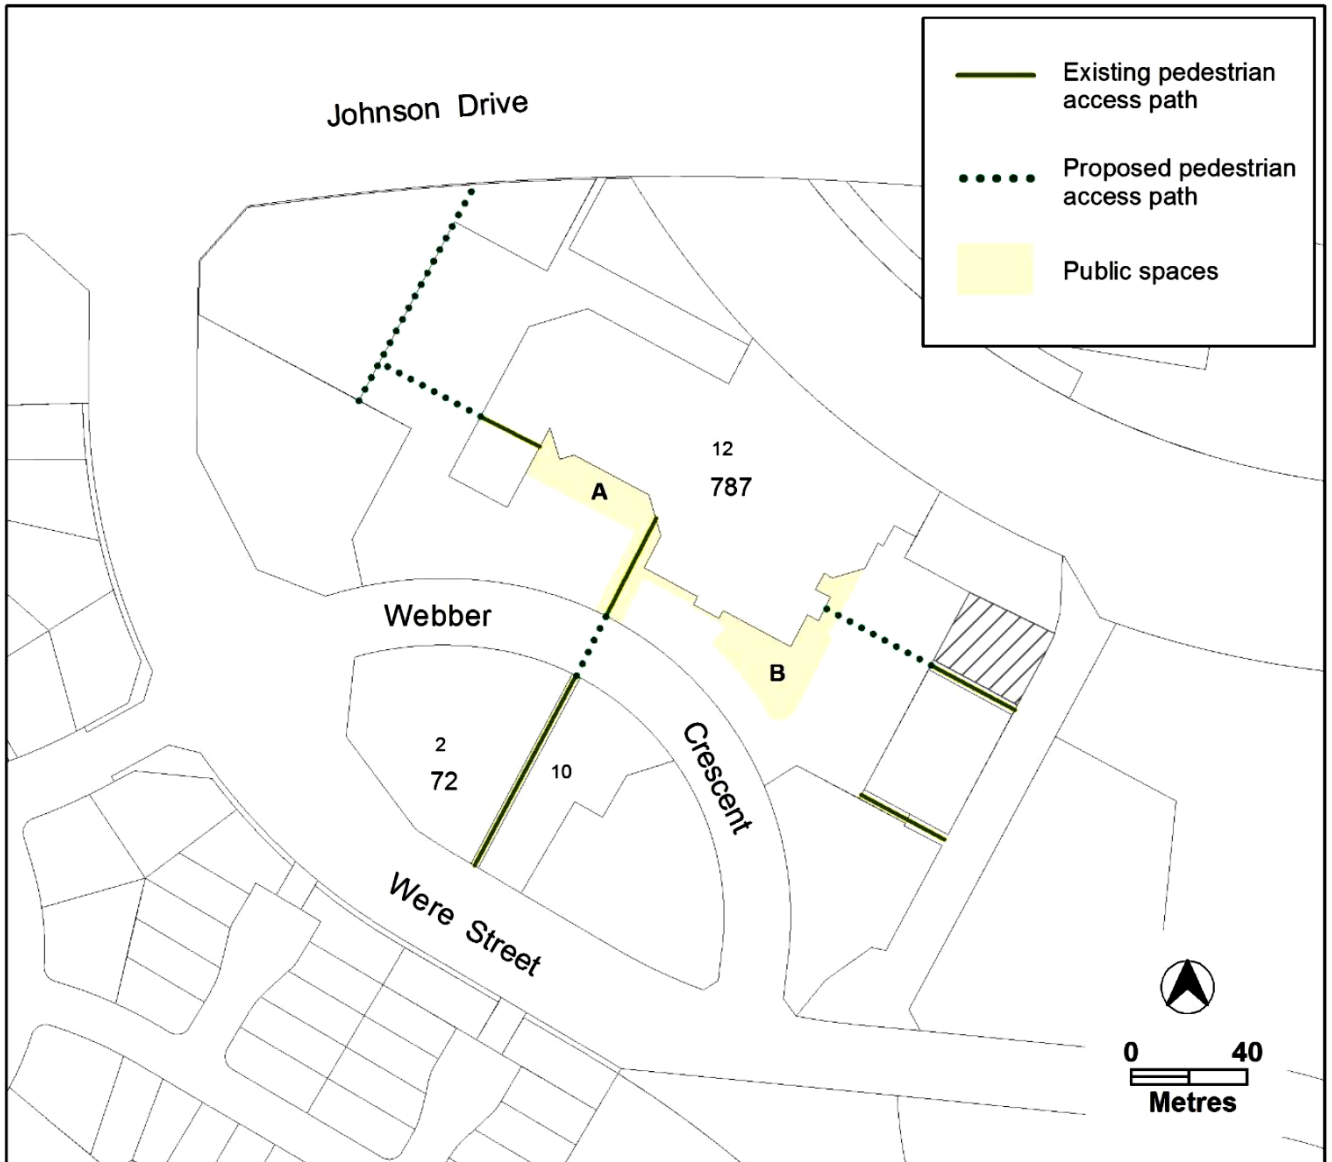 Existing pedestrian
access path
Johnson Drive
Proposed pedestrian
access path
Public spaces
12
787
A
Webber
B
Crescent
2
72
10
Were Street
0 40
Metres